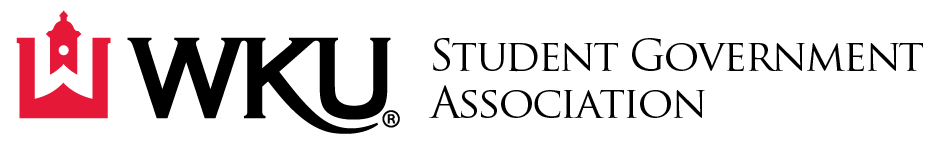 WKU® STUDENT GOVERNMENT
ASSOCIATION